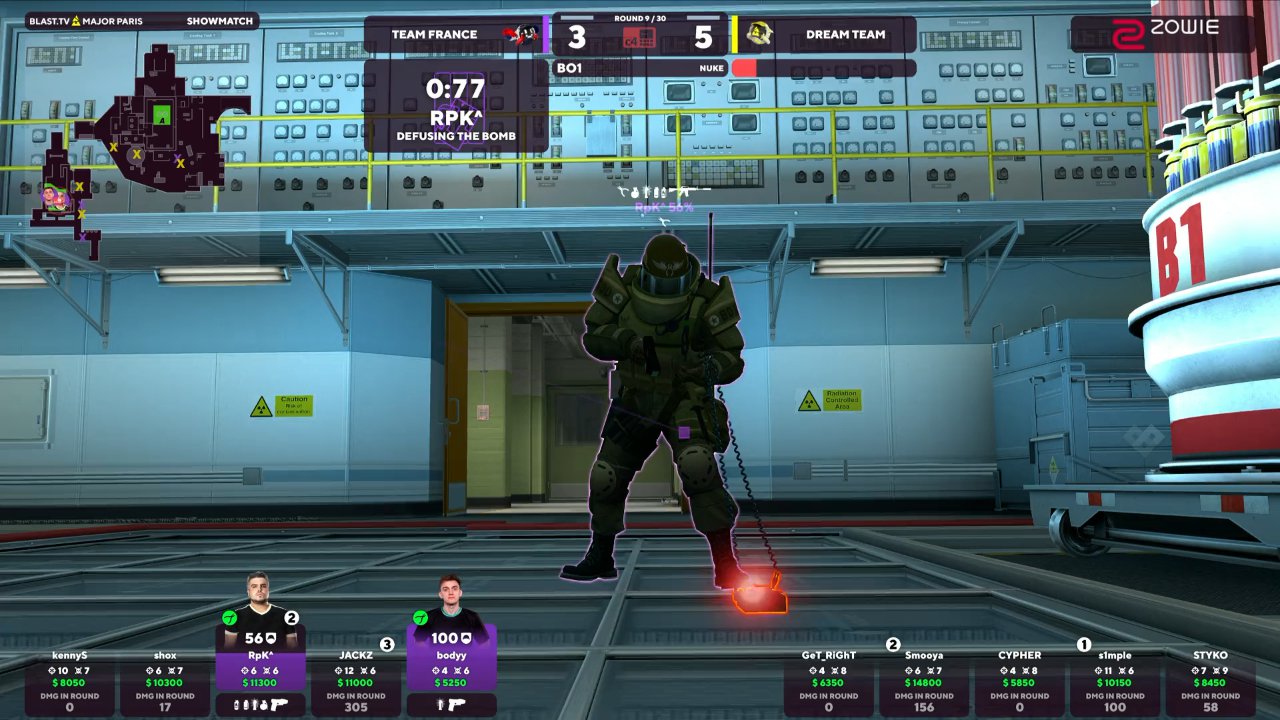 BLAST.TV MAJOR PARIS SHOWMATCH
ROUND 9 / 30
TEAM FRANCE 3 5 DREAM TEAM
ZOWIE
BO1 NUKE
0:77
RPK^
DEFUSING THE BOMB
RpK^ 56%
B1
Caution
Radiation
Controlled
Area
56 2
100
3 2 1
kennyS shox RpK^ JACKZ bodyy GeT_RiGhT Smooya CYPHER s1mple STYKO
10 7 6 7 6 6 12 6 4 6 4 8 6 7 4 8 11 6 7 9
$ 8050 $ 10300 $ 11300 $ 11000 $ 5250 $ 6350 $ 14800 $ 5850 $ 10150 $ 8450
DMG IN ROUND DMG IN ROUND DMG IN ROUND DMG IN ROUND DMG IN ROUND DMG IN ROUND DMG IN ROUND DMG IN ROUND
0 17 305 0 156 0 100 58